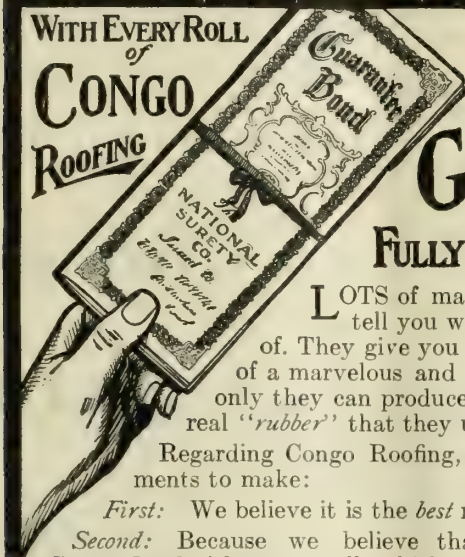 WITH EVERY ROLL
of
CONGO
ROOFING
Guarantee
Bond
NATIONAL
SURETY
CO.
G
FULLY
LOTS of ma
tell you w
of. They give you
of a marvelous and
only they can produce
real "rubber" that they u
Regarding Congo Roofing,
ments to make:
First: We believe it is the best r
Second: Because we believe tha